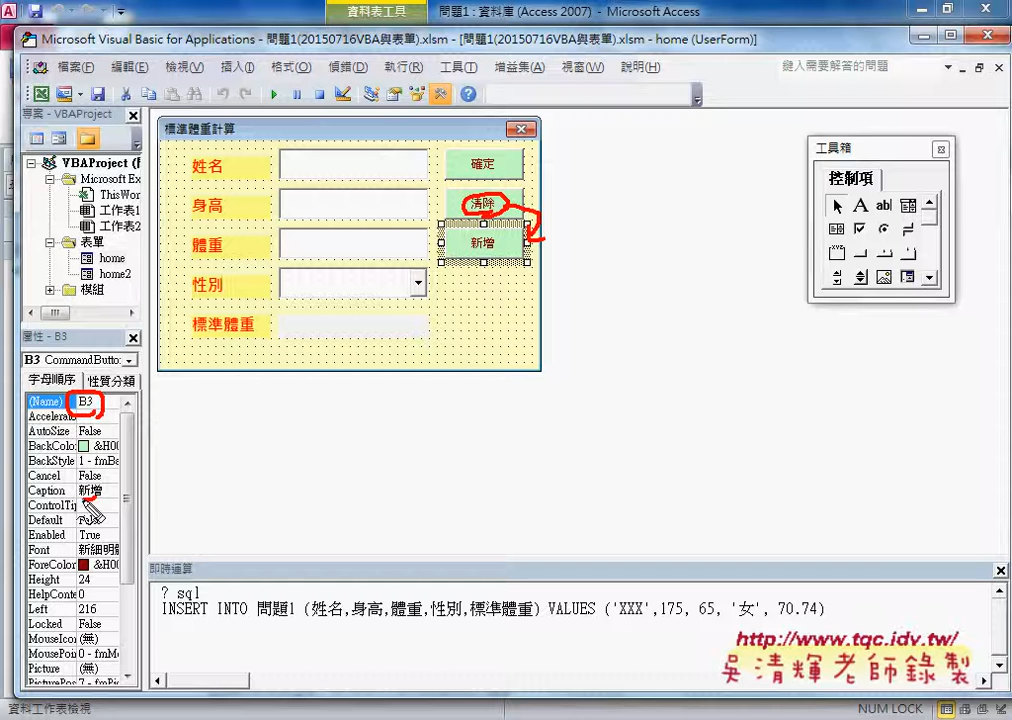 資料表工具
問題1 : 資料庫 (Access 2007) - Microsoft Access
Microsoft Visual Basic for Applications - 問題1(20150716VBA與表單).xlsm - [問題1(20150716VBA與表單).xlsm - home (UserForm)]
檔案(F) 編輯(E) 檢視(V) 插入(I) 格式(O) 偵錯(D) 執行(R) 工具(T) 增益集(A) 視窗(W) 說明(H)
鍵入需要解答的問題
專案 - VBAProject
VBAProject (F
Microsoft Ex
ThisWor
工作表1
工作表2
表單
home
home2
模組
屬性 - B3
B3 CommandButto
字母順序 性質分類
(Name) B3
Accelerato
AutoSize False
BackColo &H00
BackStyle 1 - fmBa
Cancel False
Caption 新增
ControlTip
Default False
Enabled True
Font 新細明體
ForeColor &H00
Height 24
HelpConte 0
Left 216
Locked False
MouseIcon (無)
MousePoin 0 - fmMo
Picture (無)
PicturePos 7 - fmPic
標準體重計算
姓名
確定
身高
清除
體重
新增
性別
標準體重
工具箱
控制項
A ab|
即時運算
? sql
INSERT INTO 問題1 (姓名,身高,體重,性別,標準體重) VALUES ('XXX',175, 65, '女', 70.74)
http://www.tqc.idv.tw/
吳清輝老師錄製
資料工作表檢視
NUM LOCK